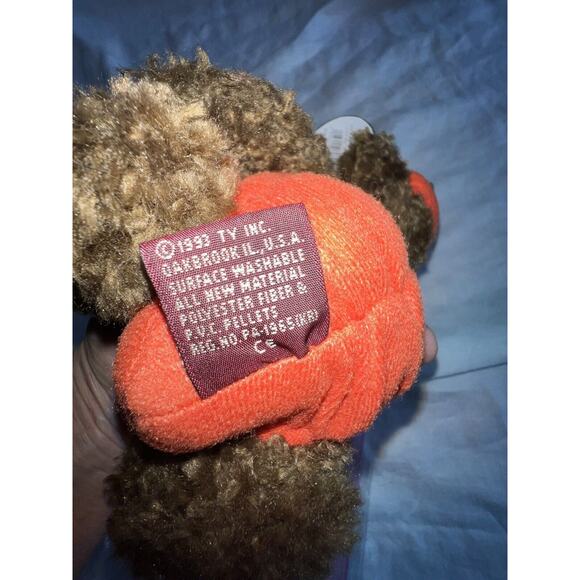 © 1993 TY INC.
OAKBROOK IL., U.S.A.
SURFACE WASHABLE
ALL NEW MATERIAL
POLYESTER FIBER &
P.V.C. PELLETS
REG.NO.PA-1965(KR)
CE